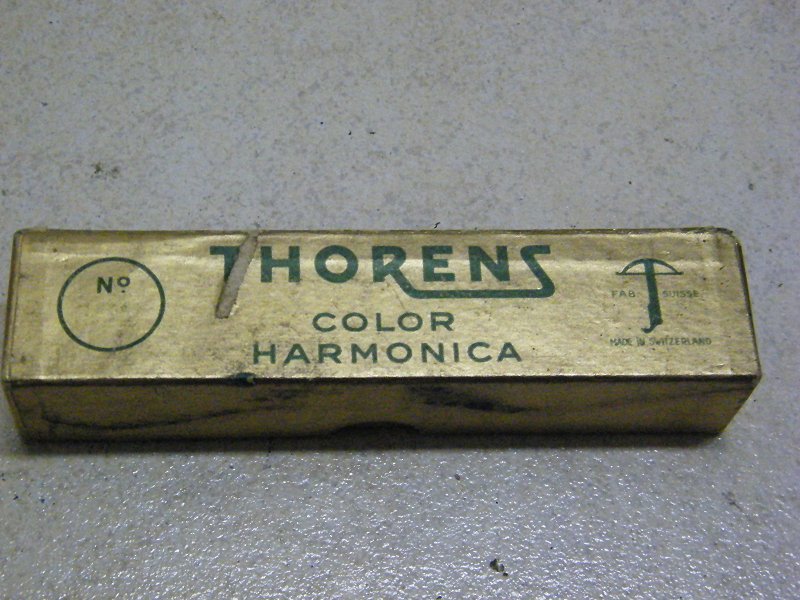 Nº
THORENS
COLOR
HARMONICA
FAB SUISSE
MADE IN SWITZERLAND